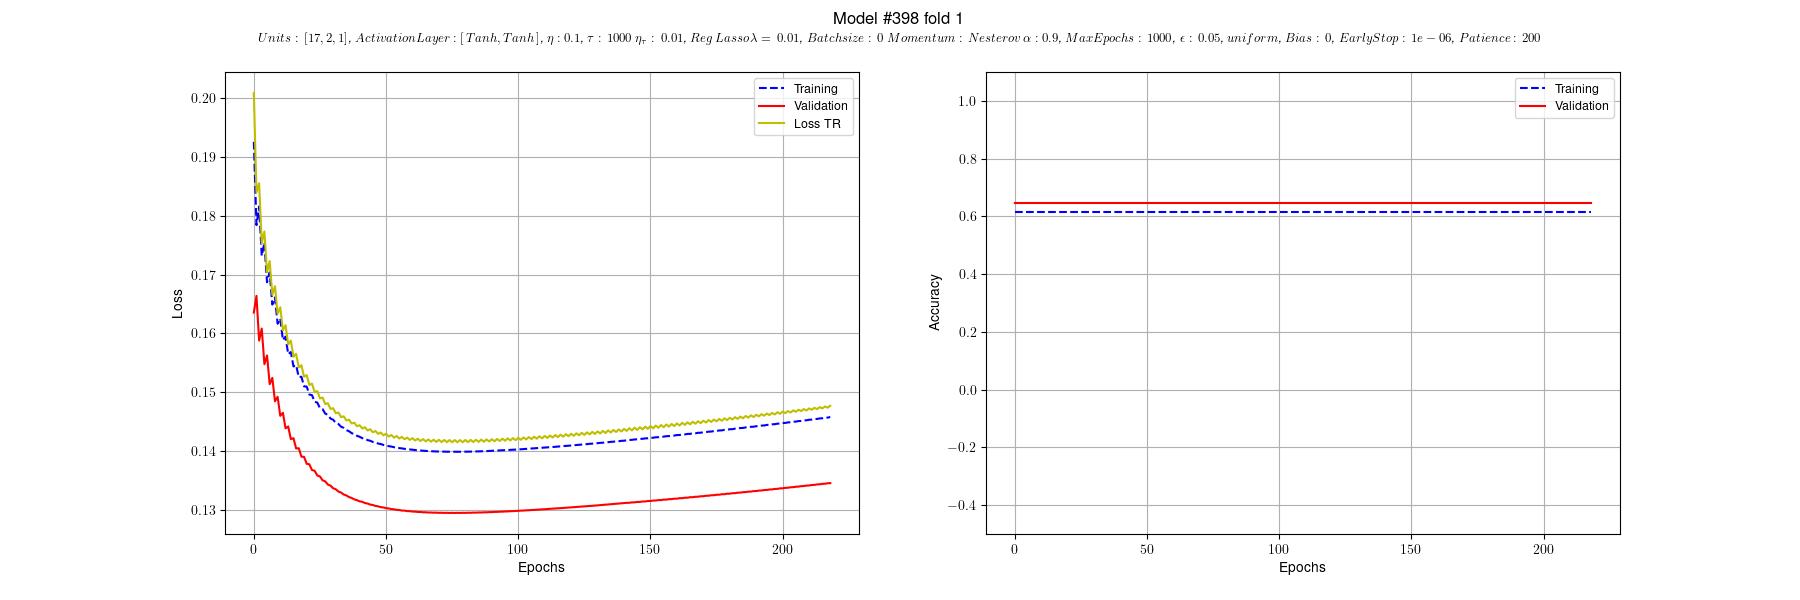 Model #398 fold 1
Units : [17, 2, 1], ActivationLayer : [Tanh, Tanh], η : 0.1, τ : 1000 ητ : 0.01, Reg Lassoλ = 0.01, Batchsize : 0 Momentum : Nesterov α : 0.9, MaxEpochs : 1000, ϵ : 0.05, uniform, Bias : 0, EarlyStop : 1e − 06, Patience : 200
Training
Validation
Loss TR
0.20
0.19
0.18
0.17
0.16
0.15
0.14
0.13
Loss
0
50
100
150
200
Epochs
Training
Validation
1.0
0.8
0.6
0.4
0.2
0.0
−0.2
−0.4
Accuracy
0
50
100
150
200
Epochs